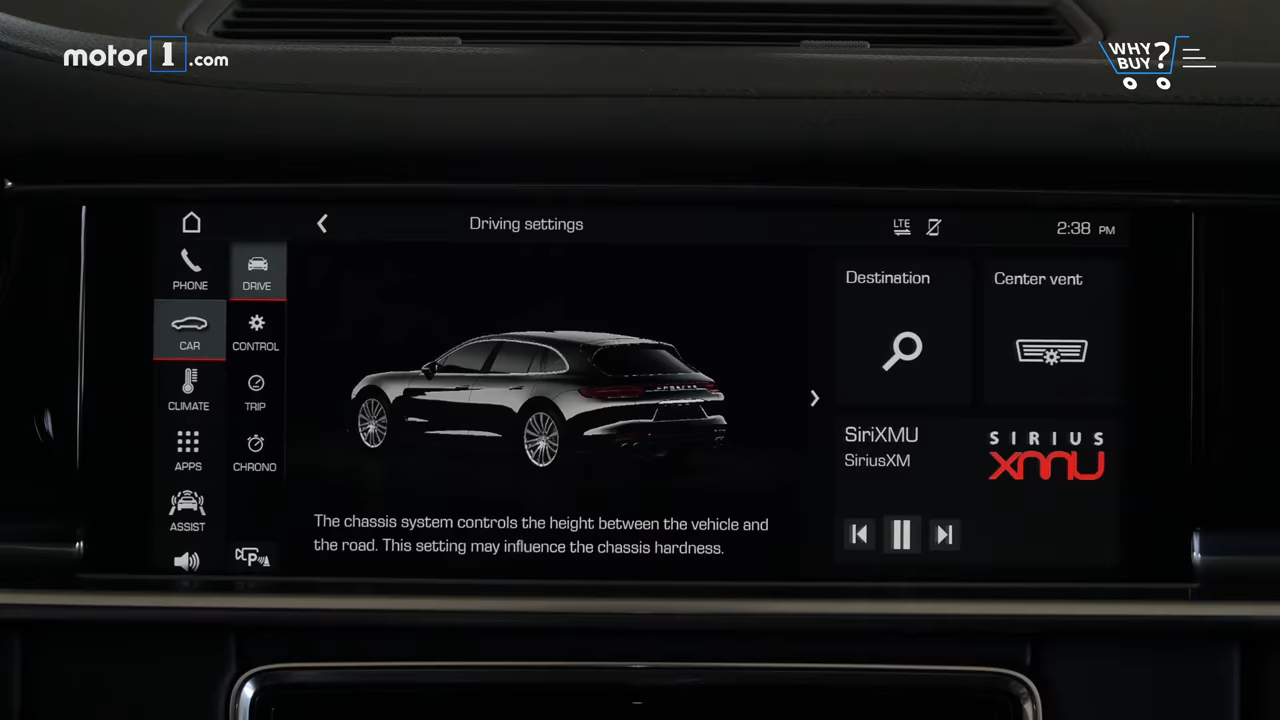 motor1.com
WHY BUY?
Driving settings
LTE
2:38 PM
PHONE
DRIVE
CAR
CONTROL
CLIMATE
TRIP
APPS
CHRONO
ASSIST
P
Destination
Center vent
PORSCHE
The chassis system controls the height between the vehicle and
the road. This setting may influence the chassis hardness.
SiriXMU
SiriusXM
SIRIUS
XMU